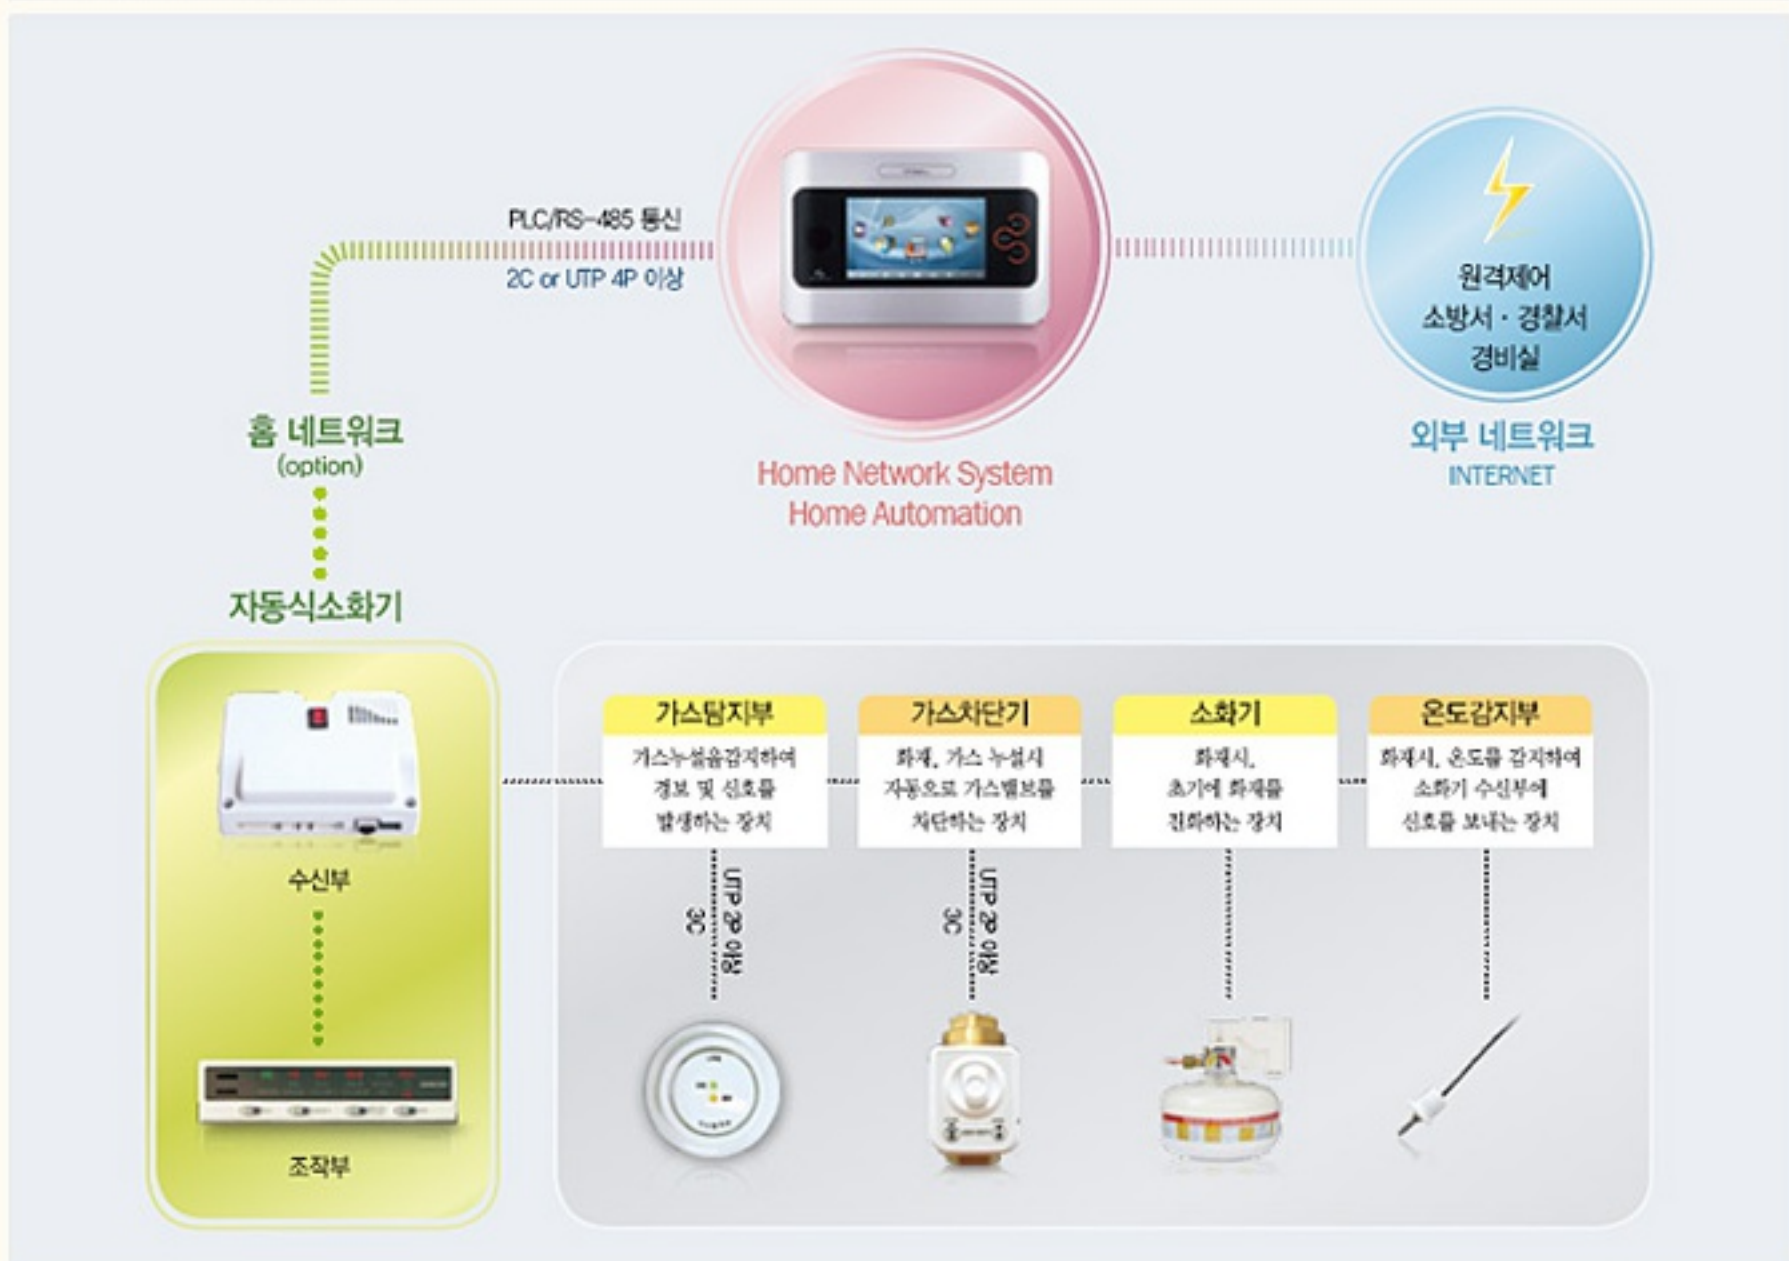 PLC/RS-485 통신
2C or UTP 4P 이상
원격제어
소방서 · 경찰서
경비실
홈 네트워크
(option)
외부 네트워크
INTERNET
Home Network System
Home Automation
자동식소화기
가스탐지부
가스누설을감지하여
경보 및 신호를
발생하는 장치
가스차단기
화재, 가스 누설시
자동으로 가스밸브를
차단하는 장치
소화기
화재시,
초기에 화재를
진화하는 장치
온도감지부
화재시, 온도를 감지하여
소화기 수신부에
신호를 보내는 장치
수신부
UTP 2P 이상
3C
UTP 2P 이상
3C
조작부